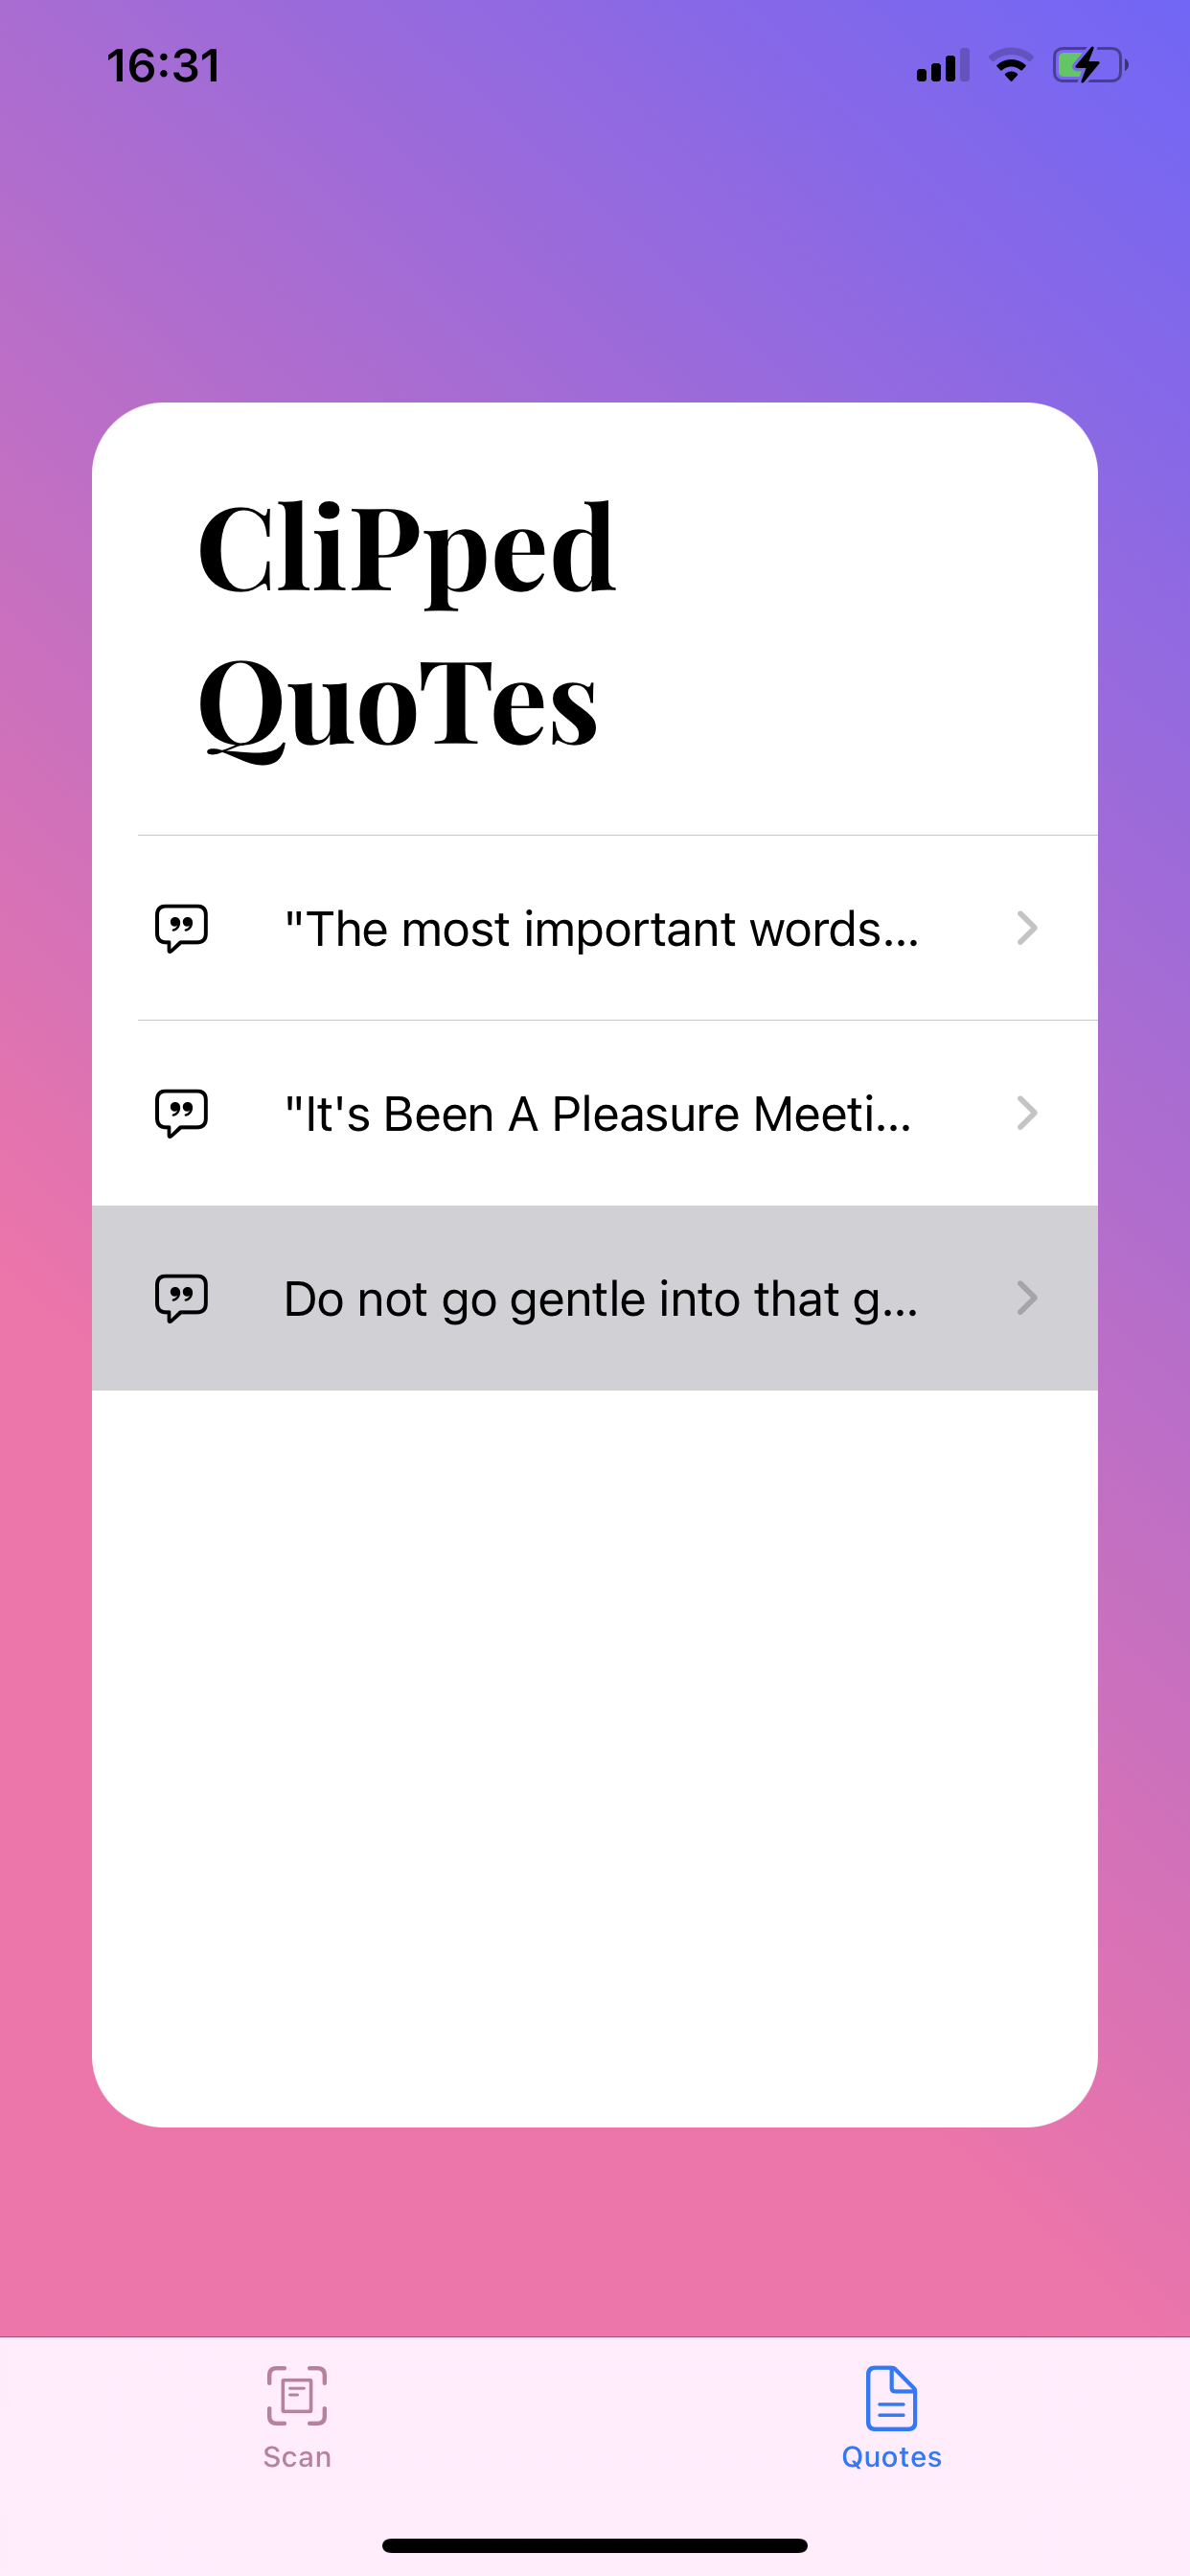 16:31
CliPped
QuoTes
"The most important words...
"It's Been A Pleasure Meeti...
Do not go gentle into that g...
Scan
Quotes